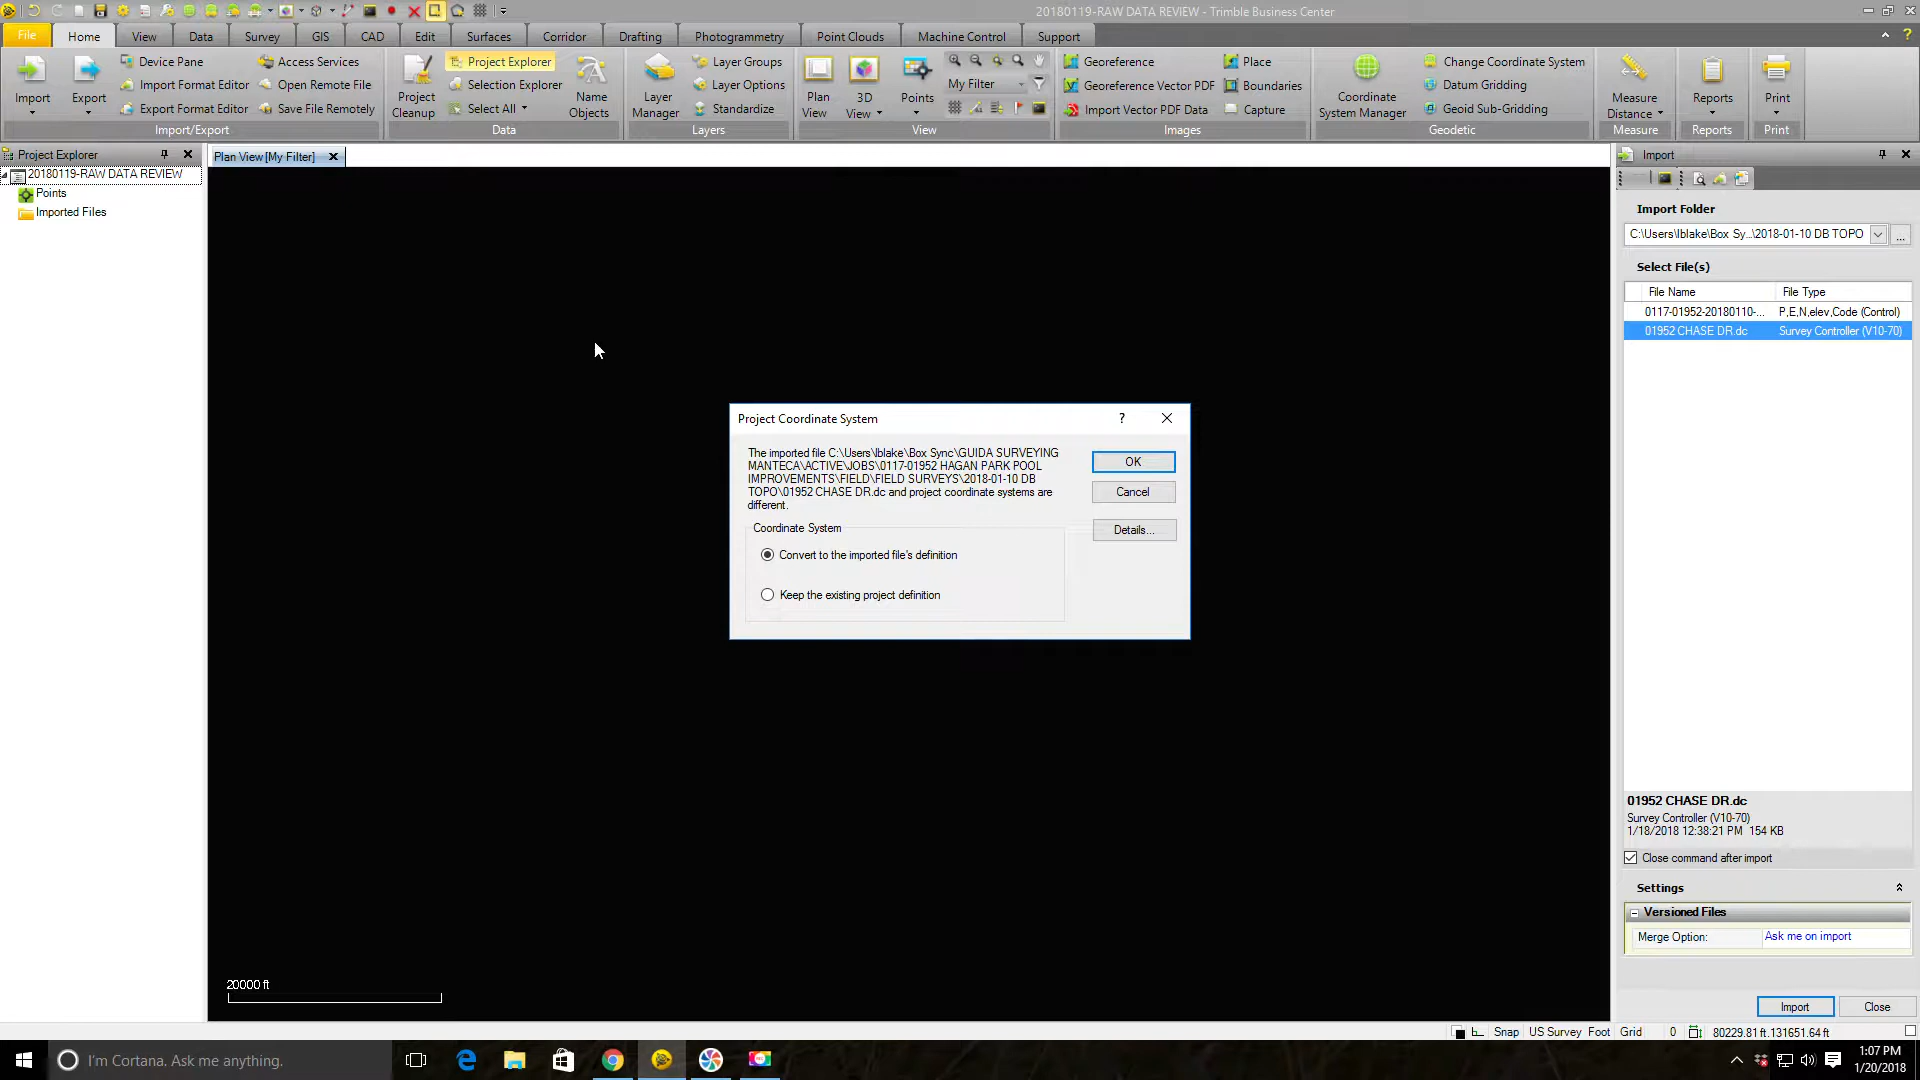 20180119-RAW DATA REVIEW - Trimble Business Center
File Home View Data Survey GIS CAD Edit Surfaces Corridor Drafting Photogrammetry Point Clouds Machine Control Support
Import
Export
Device Pane
Import Format Editor
Export Format Editor
Access Services
Open Remote File
Save File Remotely
Import/Export
Project Cleanup
Project Explorer
Selection Explorer
Select All
Name Objects
Data
Layer Manager
Layer Groups
Layer Options
Standardize
Layers
Plan View
3D View
Points
My Filter
View
Georeference
Georeference Vector PDF
Import Vector PDF Data
Place
Boundaries
Capture
Images
Coordinate System Manager
Change Coordinate System
Datum Gridding
Geoid Sub-Gridding
Geodetic
Measure Distance
Measure
Reports
Reports
Print
Print
Project Explorer
20180119-RAW DATA REVIEW
Points
Imported Files
Plan View [My Filter]
20000 ft
Project Coordinate System
?
The imported file C:\Users\lblake\Box Sync\GUIDA SURVEYING
MANTECA\ACTIVE\JOBS\0117-01952 HAGAN PARK POOL
IMPROVEMENTS\FIELD\FIELD SURVEYS\2018-01-10 DB
TOPO\01952 CHASE DR.dc and project coordinate systems are
different.
Coordinate System
Convert to the imported file's definition
Keep the existing project definition
OK
Cancel
Details...
Import
Import Folder
C:\Users\lblake\Box Sy...\2018-01-10 DB TOPO
...
Select File(s)
File Name File Type
0117-01952-20180110-... P,E,N,elev,Code (Control)
01952 CHASE DR.dc Survey Controller (V10-70)
01952 CHASE DR.dc
Survey Controller (V10-70)
1/18/2018 12:38:21 PM 154 KB
Close command after import
Settings
Versioned Files
Merge Option: Ask me on import
Import Close
Snap US Survey Foot Grid 0 80229.81 ft,131651.64 ft
I'm Cortana. Ask me anything.
1:07 PM
1/20/2018